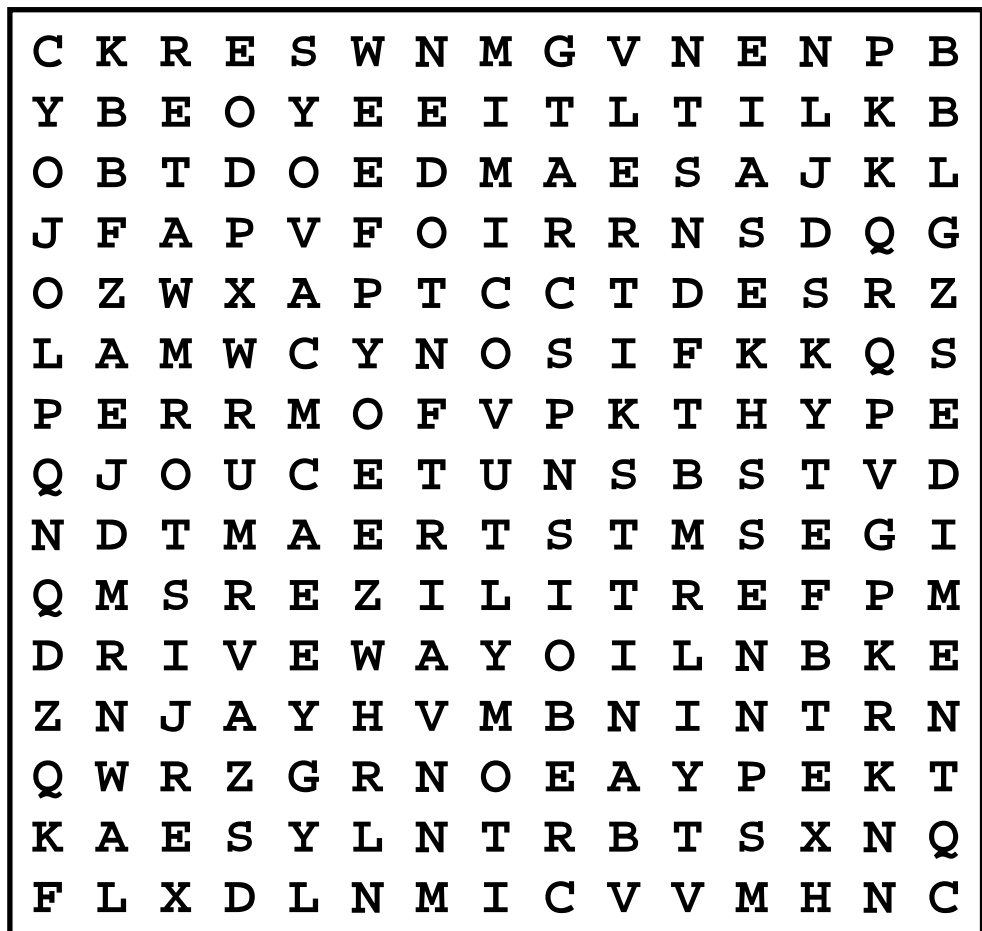 C K R E S W N M G V N E N P B
Y B E O Y E E I T L T I L K B
O B T D O E D M A E S A J K L
J F A P V F O I R R N S D Q G
O Z W X A P T C C T D E S R Z
L A M W C Y N O S I F K K Q S
P E R R M O F V P K T H Y P E
Q J O U C E T U N S B S T V D
N D T M A E R T S T M S E G I
Q M S R E Z I L I T R E F P M
D R I V E W A Y O I L N B K E
Z N J A Y H V M B N I N T R N
Q W R Z G R N O E A Y P E K T
K A E S Y L N T R B T S X N Q
F L X D L N M I C V V M H N C